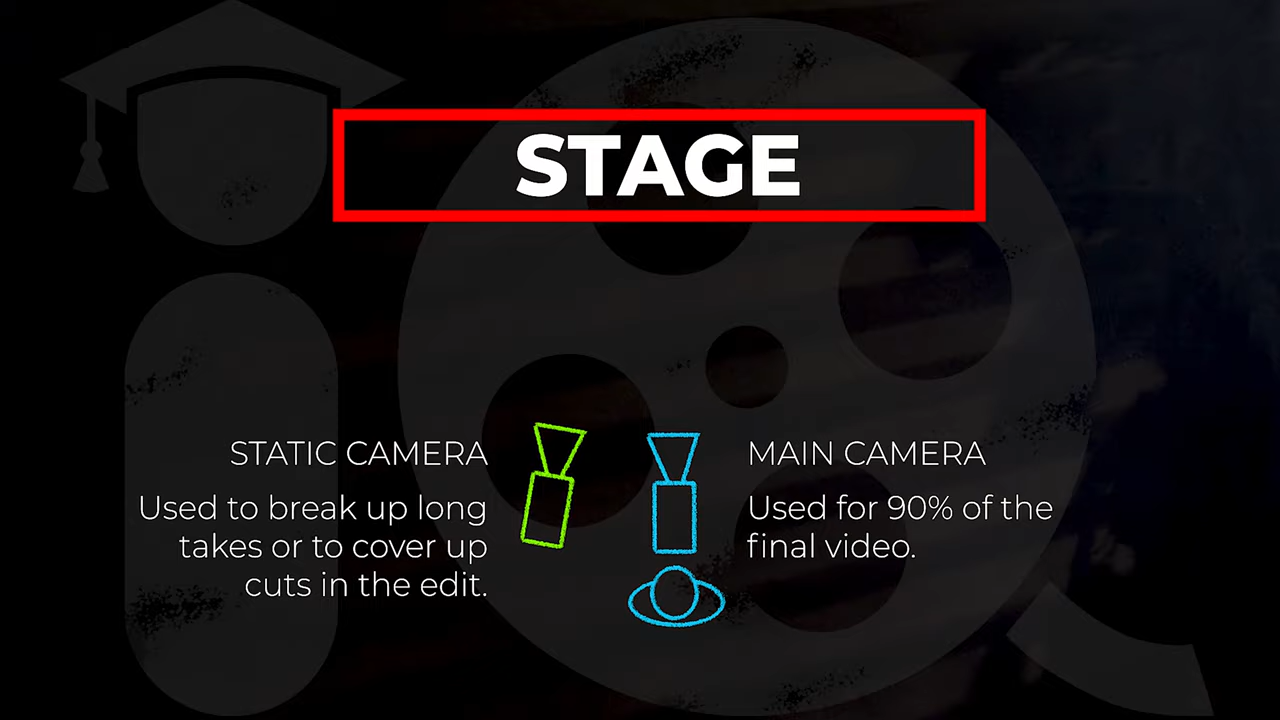 STAGE
STATIC CAMERA
Used to break up long
takes or to cover up
cuts in the edit.
MAIN CAMERA
Used for 90% of the
final video.